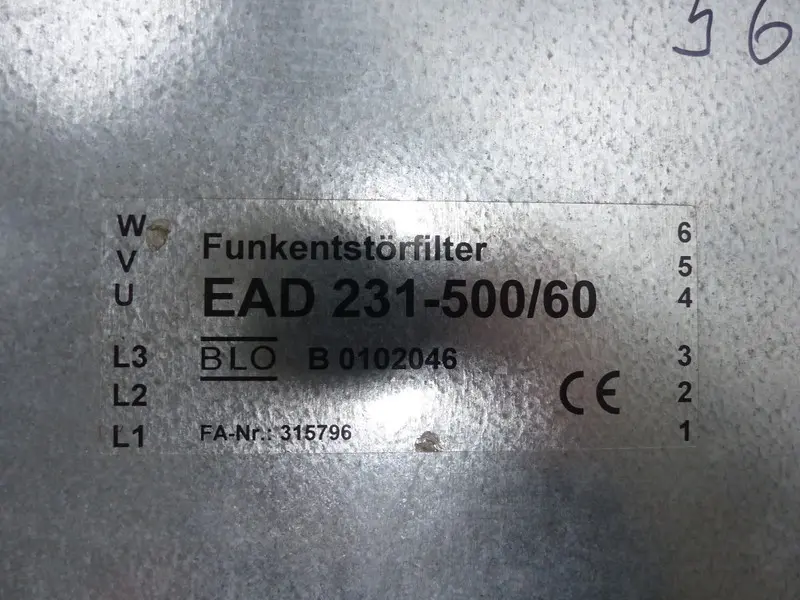 56
W
V
U
L3
L2
L1
Funkentstörfilter
EAD 231-500/60
BLO B 0102046
CE
FA-Nr.: 315796
6
5
4
3
2
1